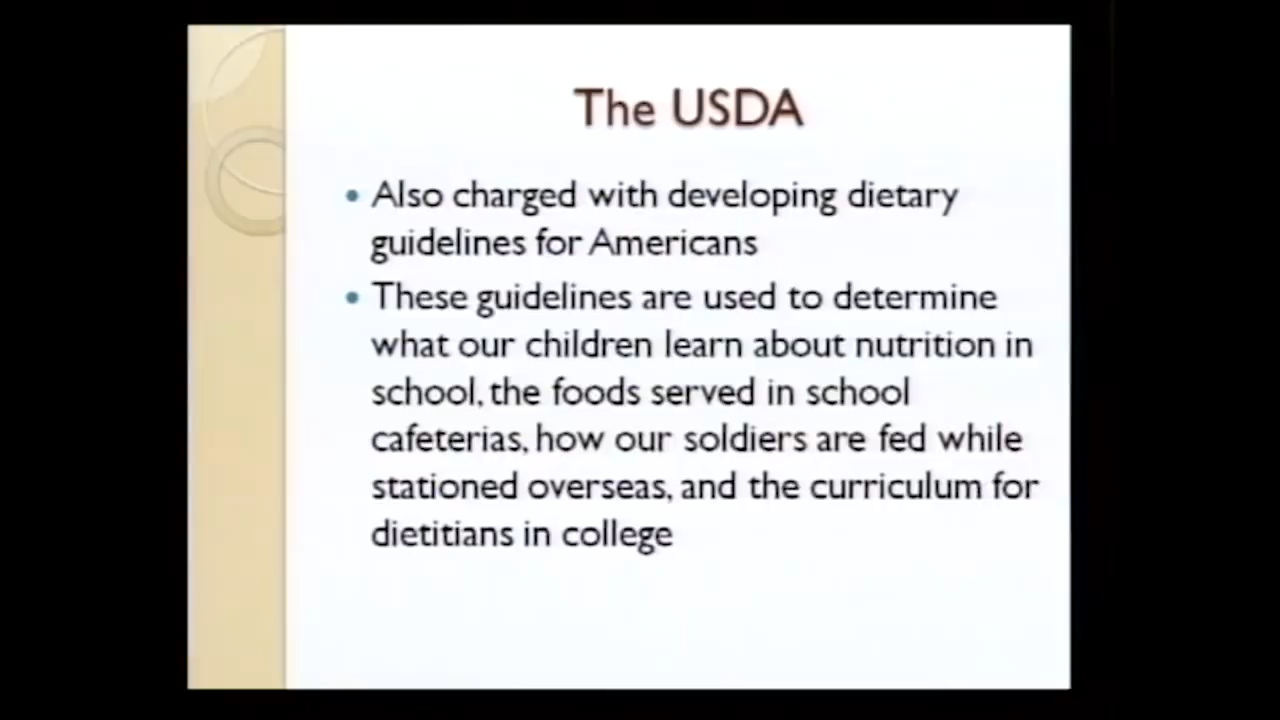 The USDA
• Also charged with developing dietary
guidelines for Americans
• These guidelines are used to determine
what our children learn about nutrition in
school, the foods served in school
cafeterias, how our soldiers are fed while
stationed overseas, and the curriculum for
dietitians in college